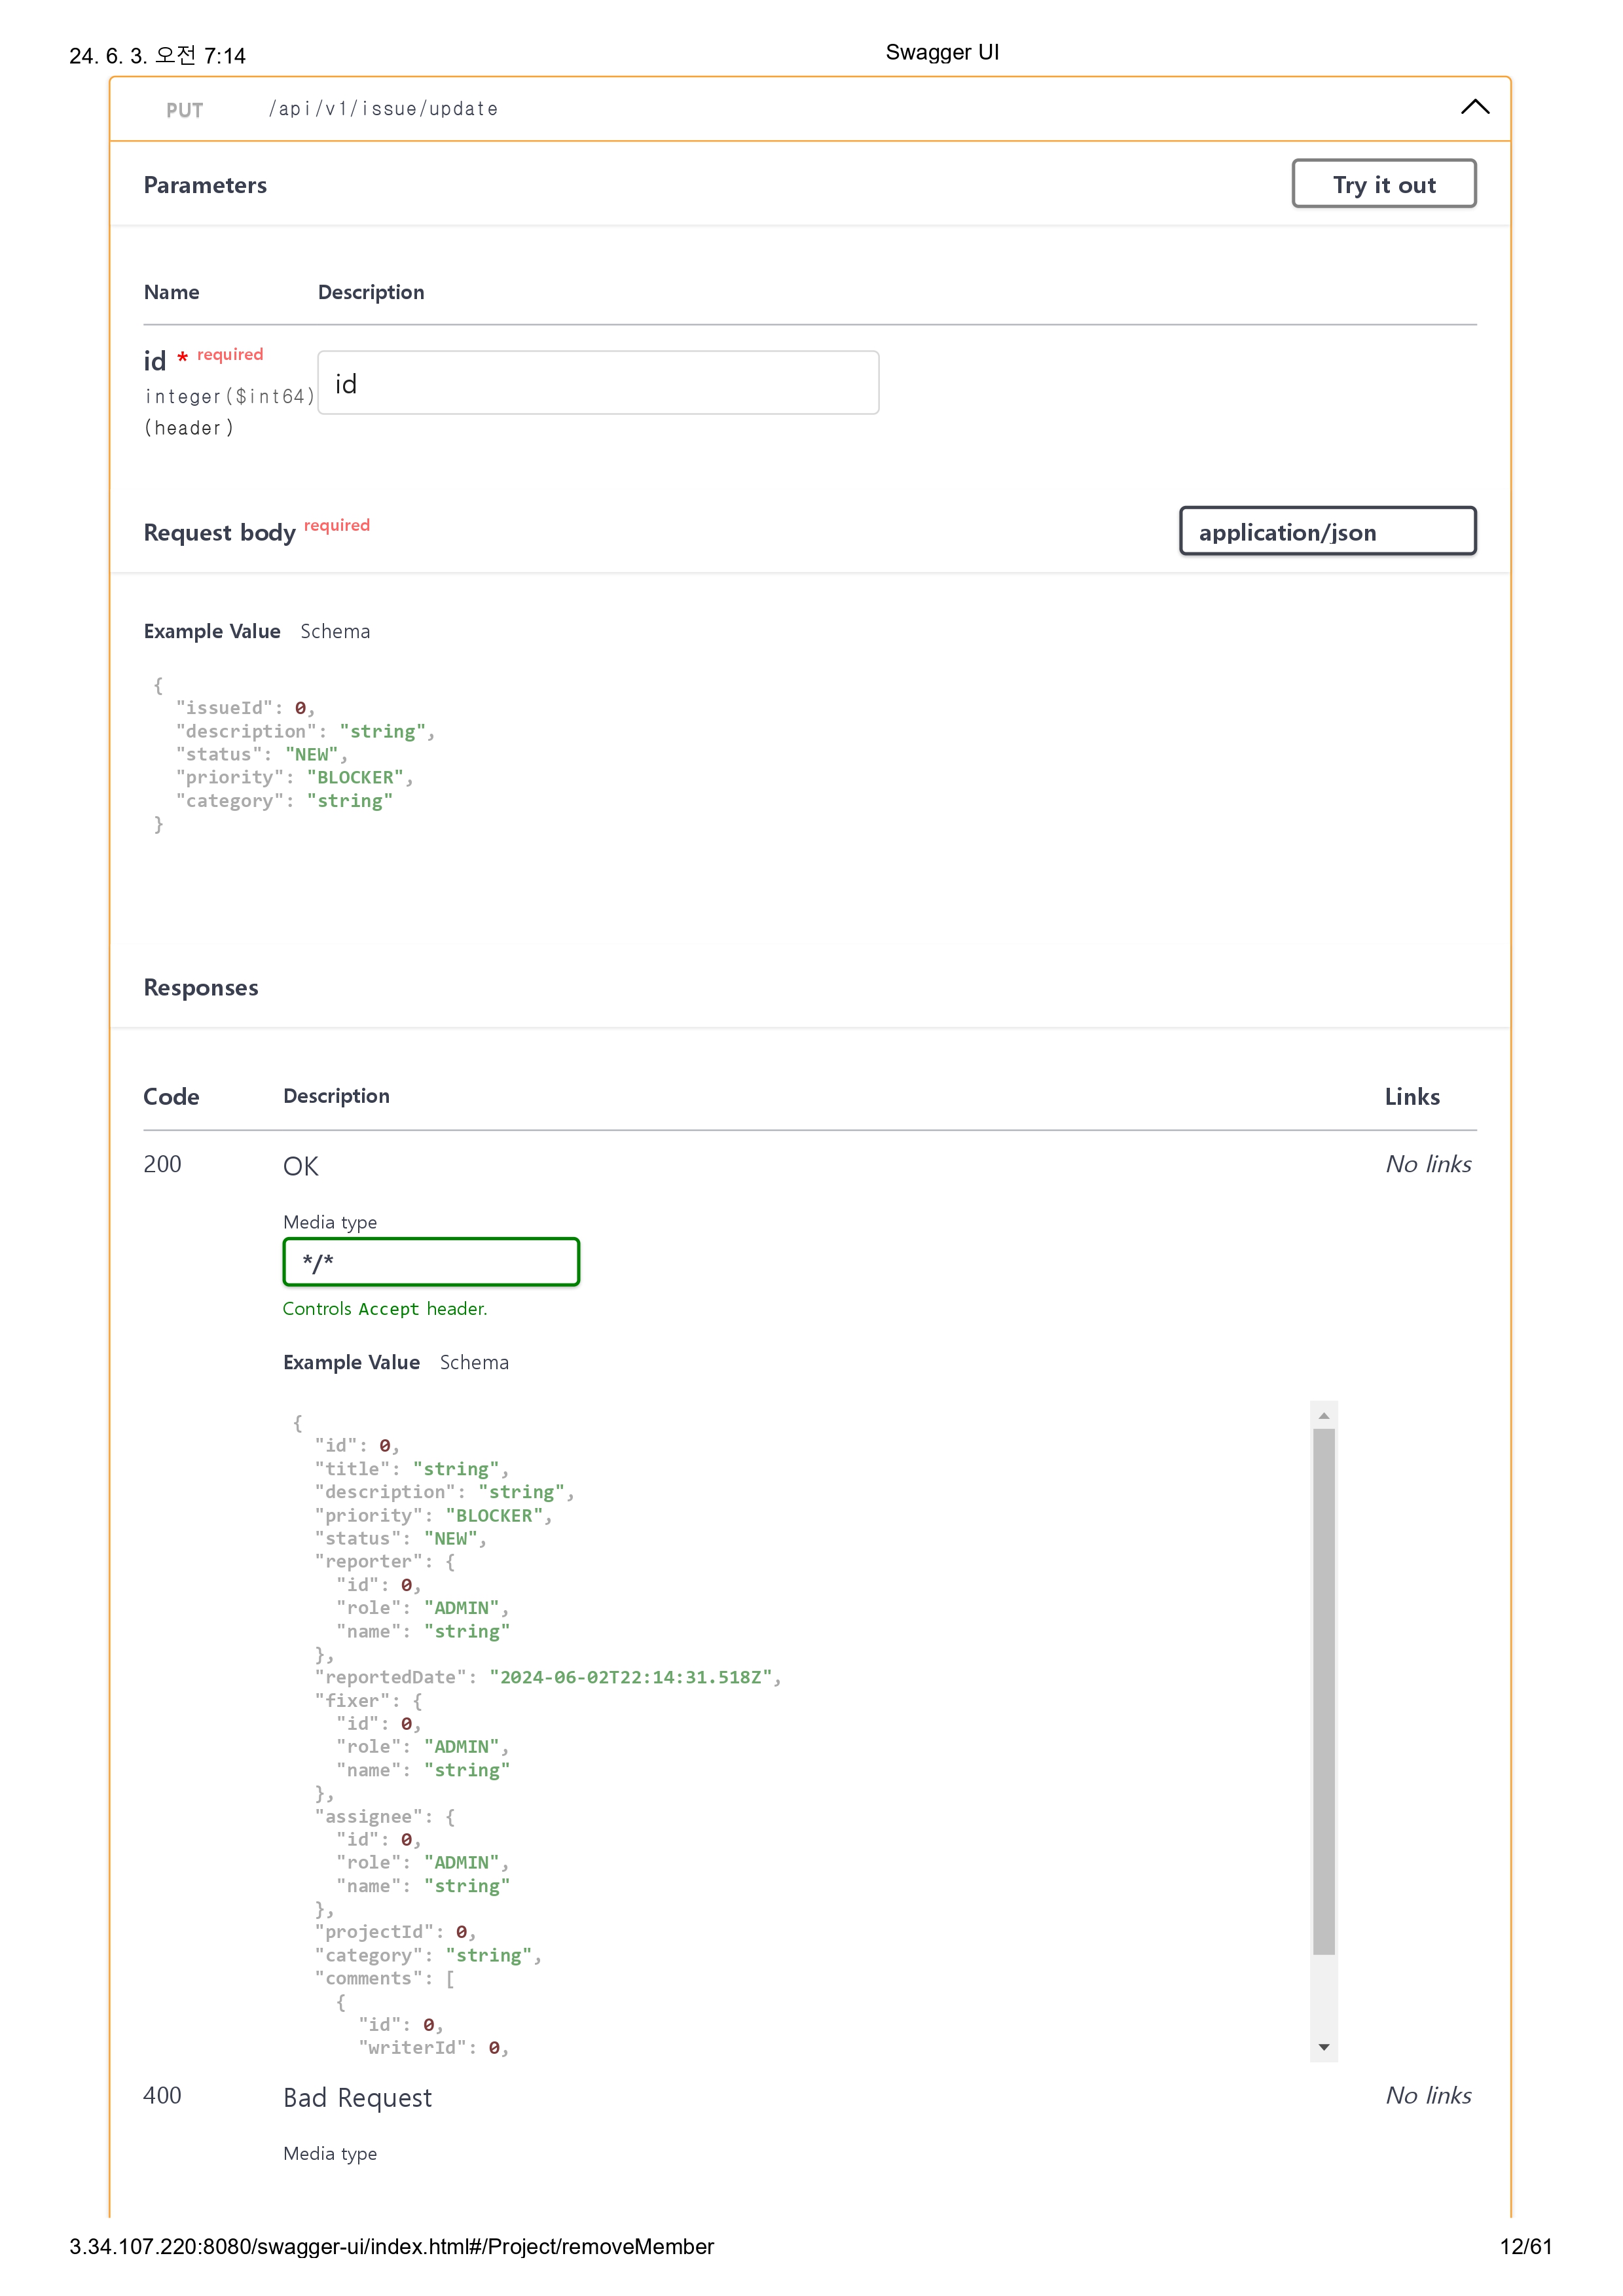 24. 6. 3. 오전 7:14
Swagger UI
PUT /api/v1/issue/update
Parameters
Try it out
Name Description
id * required
integer($int64)
(header)
id
Request body required
application/json
Example Value Schema
{
  "issueId": 0,
  "description": "string",
  "status": "NEW",
  "priority": "BLOCKER",
  "category": "string"
}
Responses
Code Description Links
200 OK No links
Media type
*/*
Controls Accept header.
Example Value Schema
{
  "id": 0,
  "title": "string",
  "description": "string",
  "priority": "BLOCKER",
  "status": "NEW",
  "reporter": {
    "id": 0,
    "role": "ADMIN",
    "name": "string"
  },
  "reportedDate": "2024-06-02T22:14:31.518Z",
  "fixer": {
    "id": 0,
    "role": "ADMIN",
    "name": "string"
  },
  "assignee": {
    "id": 0,
    "role": "ADMIN",
    "name": "string"
  },
  "projectId": 0,
  "category": "string",
  "comments": [
    {
      "id": 0,
      "writerId": 0,
400 Bad Request No links
Media type
3.34.107.220:8080/swagger-ui/index.html#/Project/removeMember
12/61